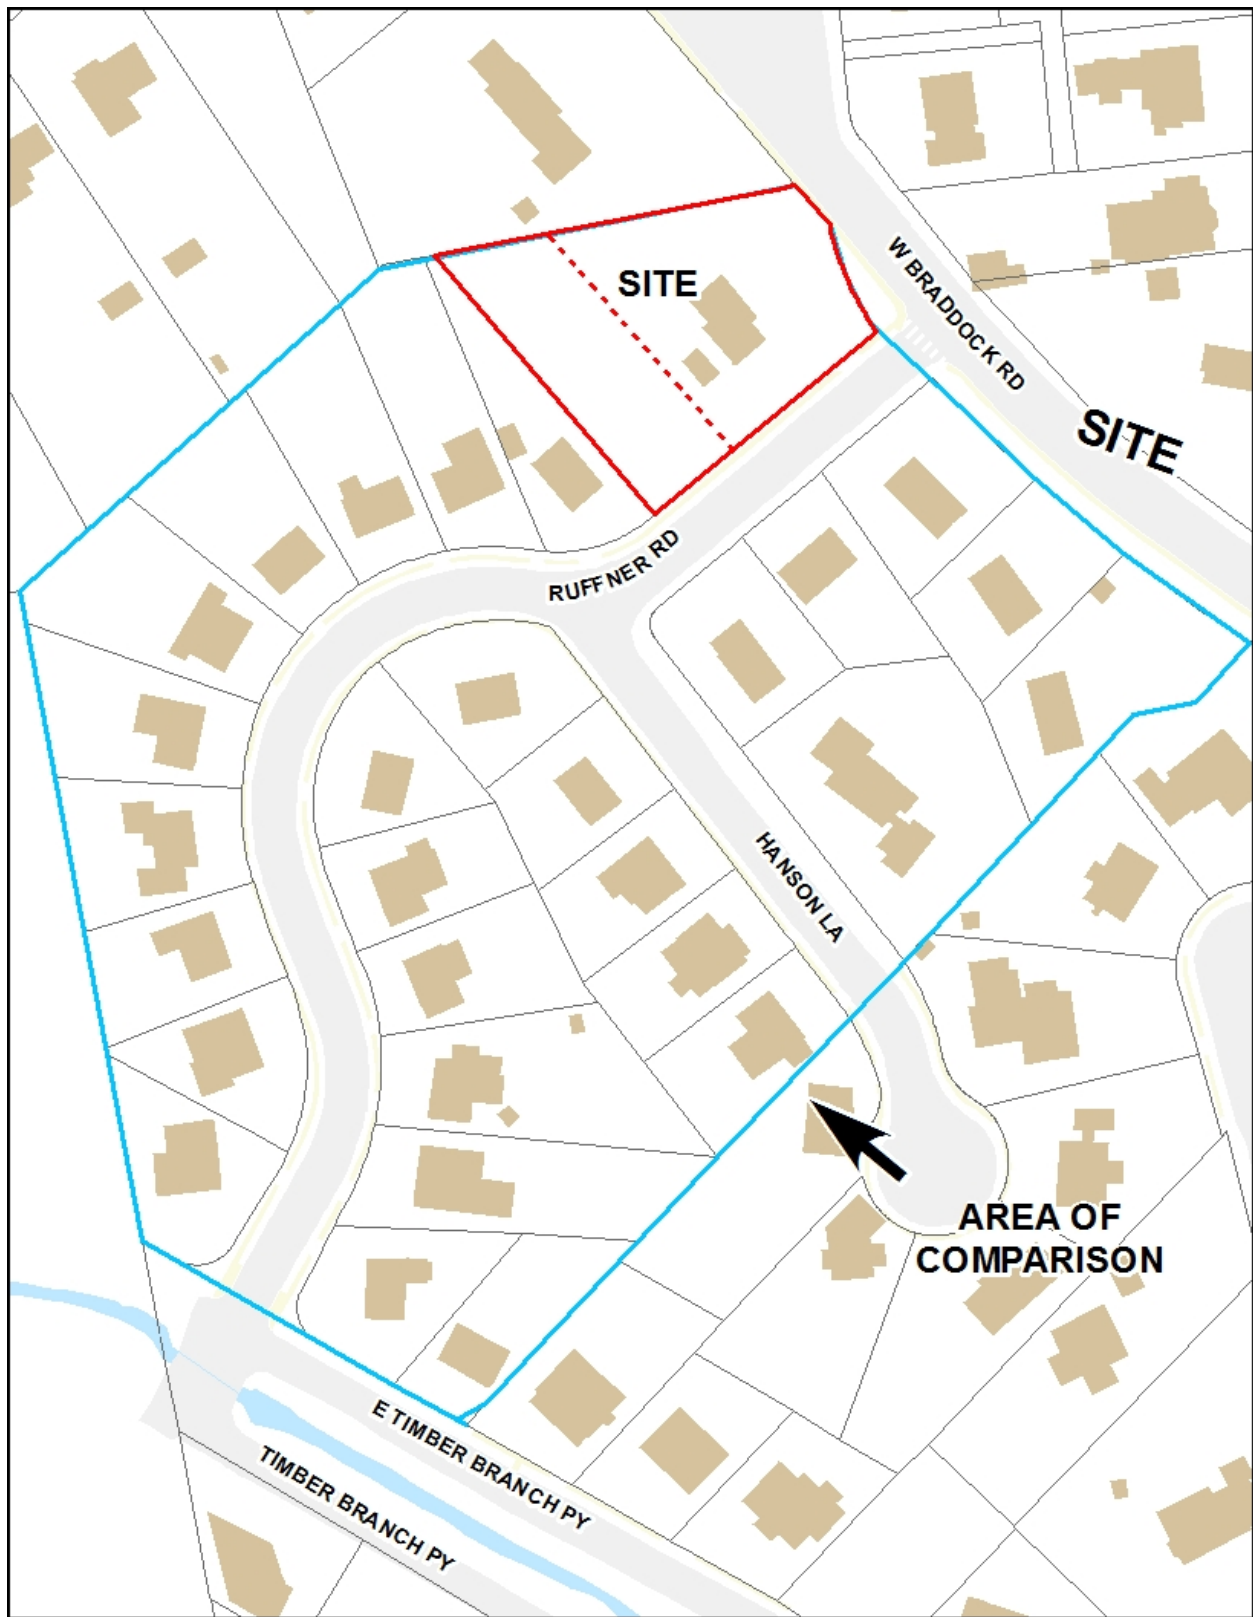 SITE
W BRADDOCK RD
SITE
RUFFNER RD
HANSON LA
AREA OF
COMPARISON
E TIMBER BRANCH PY
TIMBER BRANCH PY